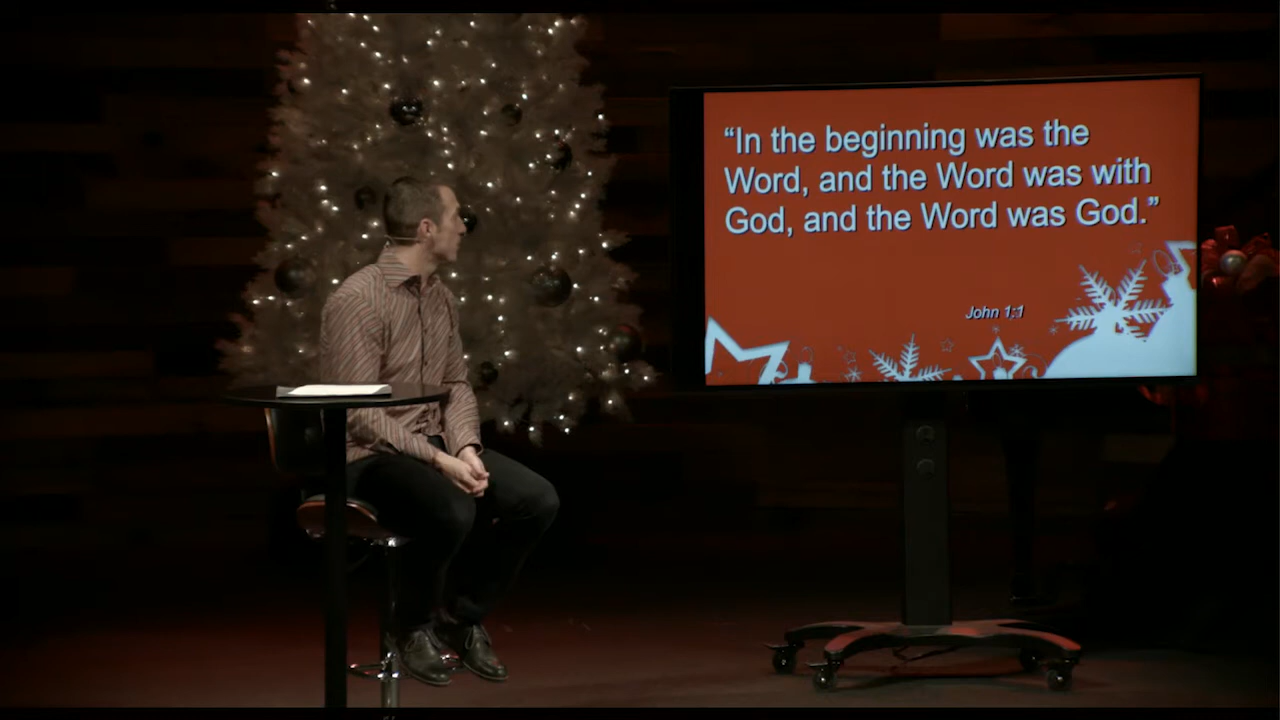 “In the beginning was the
Word, and the Word was with
God, and the Word was God.”
John 1:1